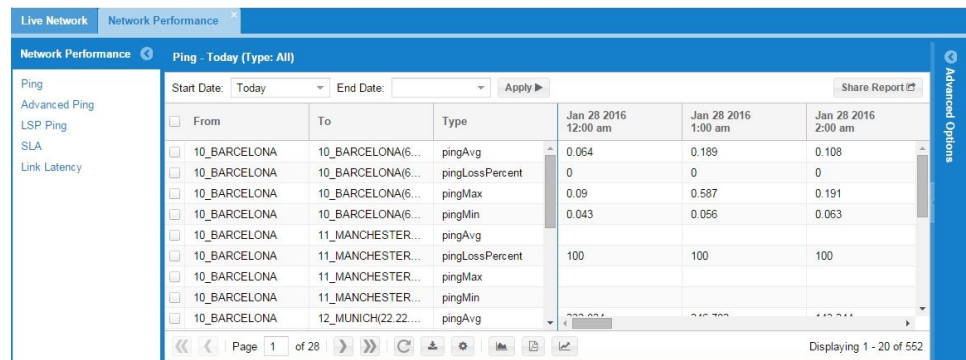 Live Network
Network Performance
Network Performance
Ping
Advanced Ping
LSP Ping
SLA
Link Latency
Ping - Today (Type: All)
Start Date: Today End Date: Apply Share Report
From To Type Jan 28 2016 12:00 am Jan 28 2016 1:00 am Jan 28 2016 2:00 am
10_BARCELONA 10_BARCELONA(6... pingAvg 0.064 0.189 0.108
10_BARCELONA 10_BARCELONA(6... pingLossPercent 0 0 0
10_BARCELONA 10_BARCELONA(6... pingMax 0.09 0.587 0.191
10_BARCELONA 10_BARCELONA(6... pingMin 0.043 0.056 0.063
10_BARCELONA 11_MANCHESTER... pingAvg
10_BARCELONA 11_MANCHESTER... pingLossPercent 100 100 100
10_BARCELONA 11_MANCHESTER... pingMax
10_BARCELONA 11_MANCHESTER... pingMin
10_BARCELONA 12_MUNICH(22.22.... pingAvg
Page 1 of 28 Displaying 1 - 20 of 552
Advanced Options